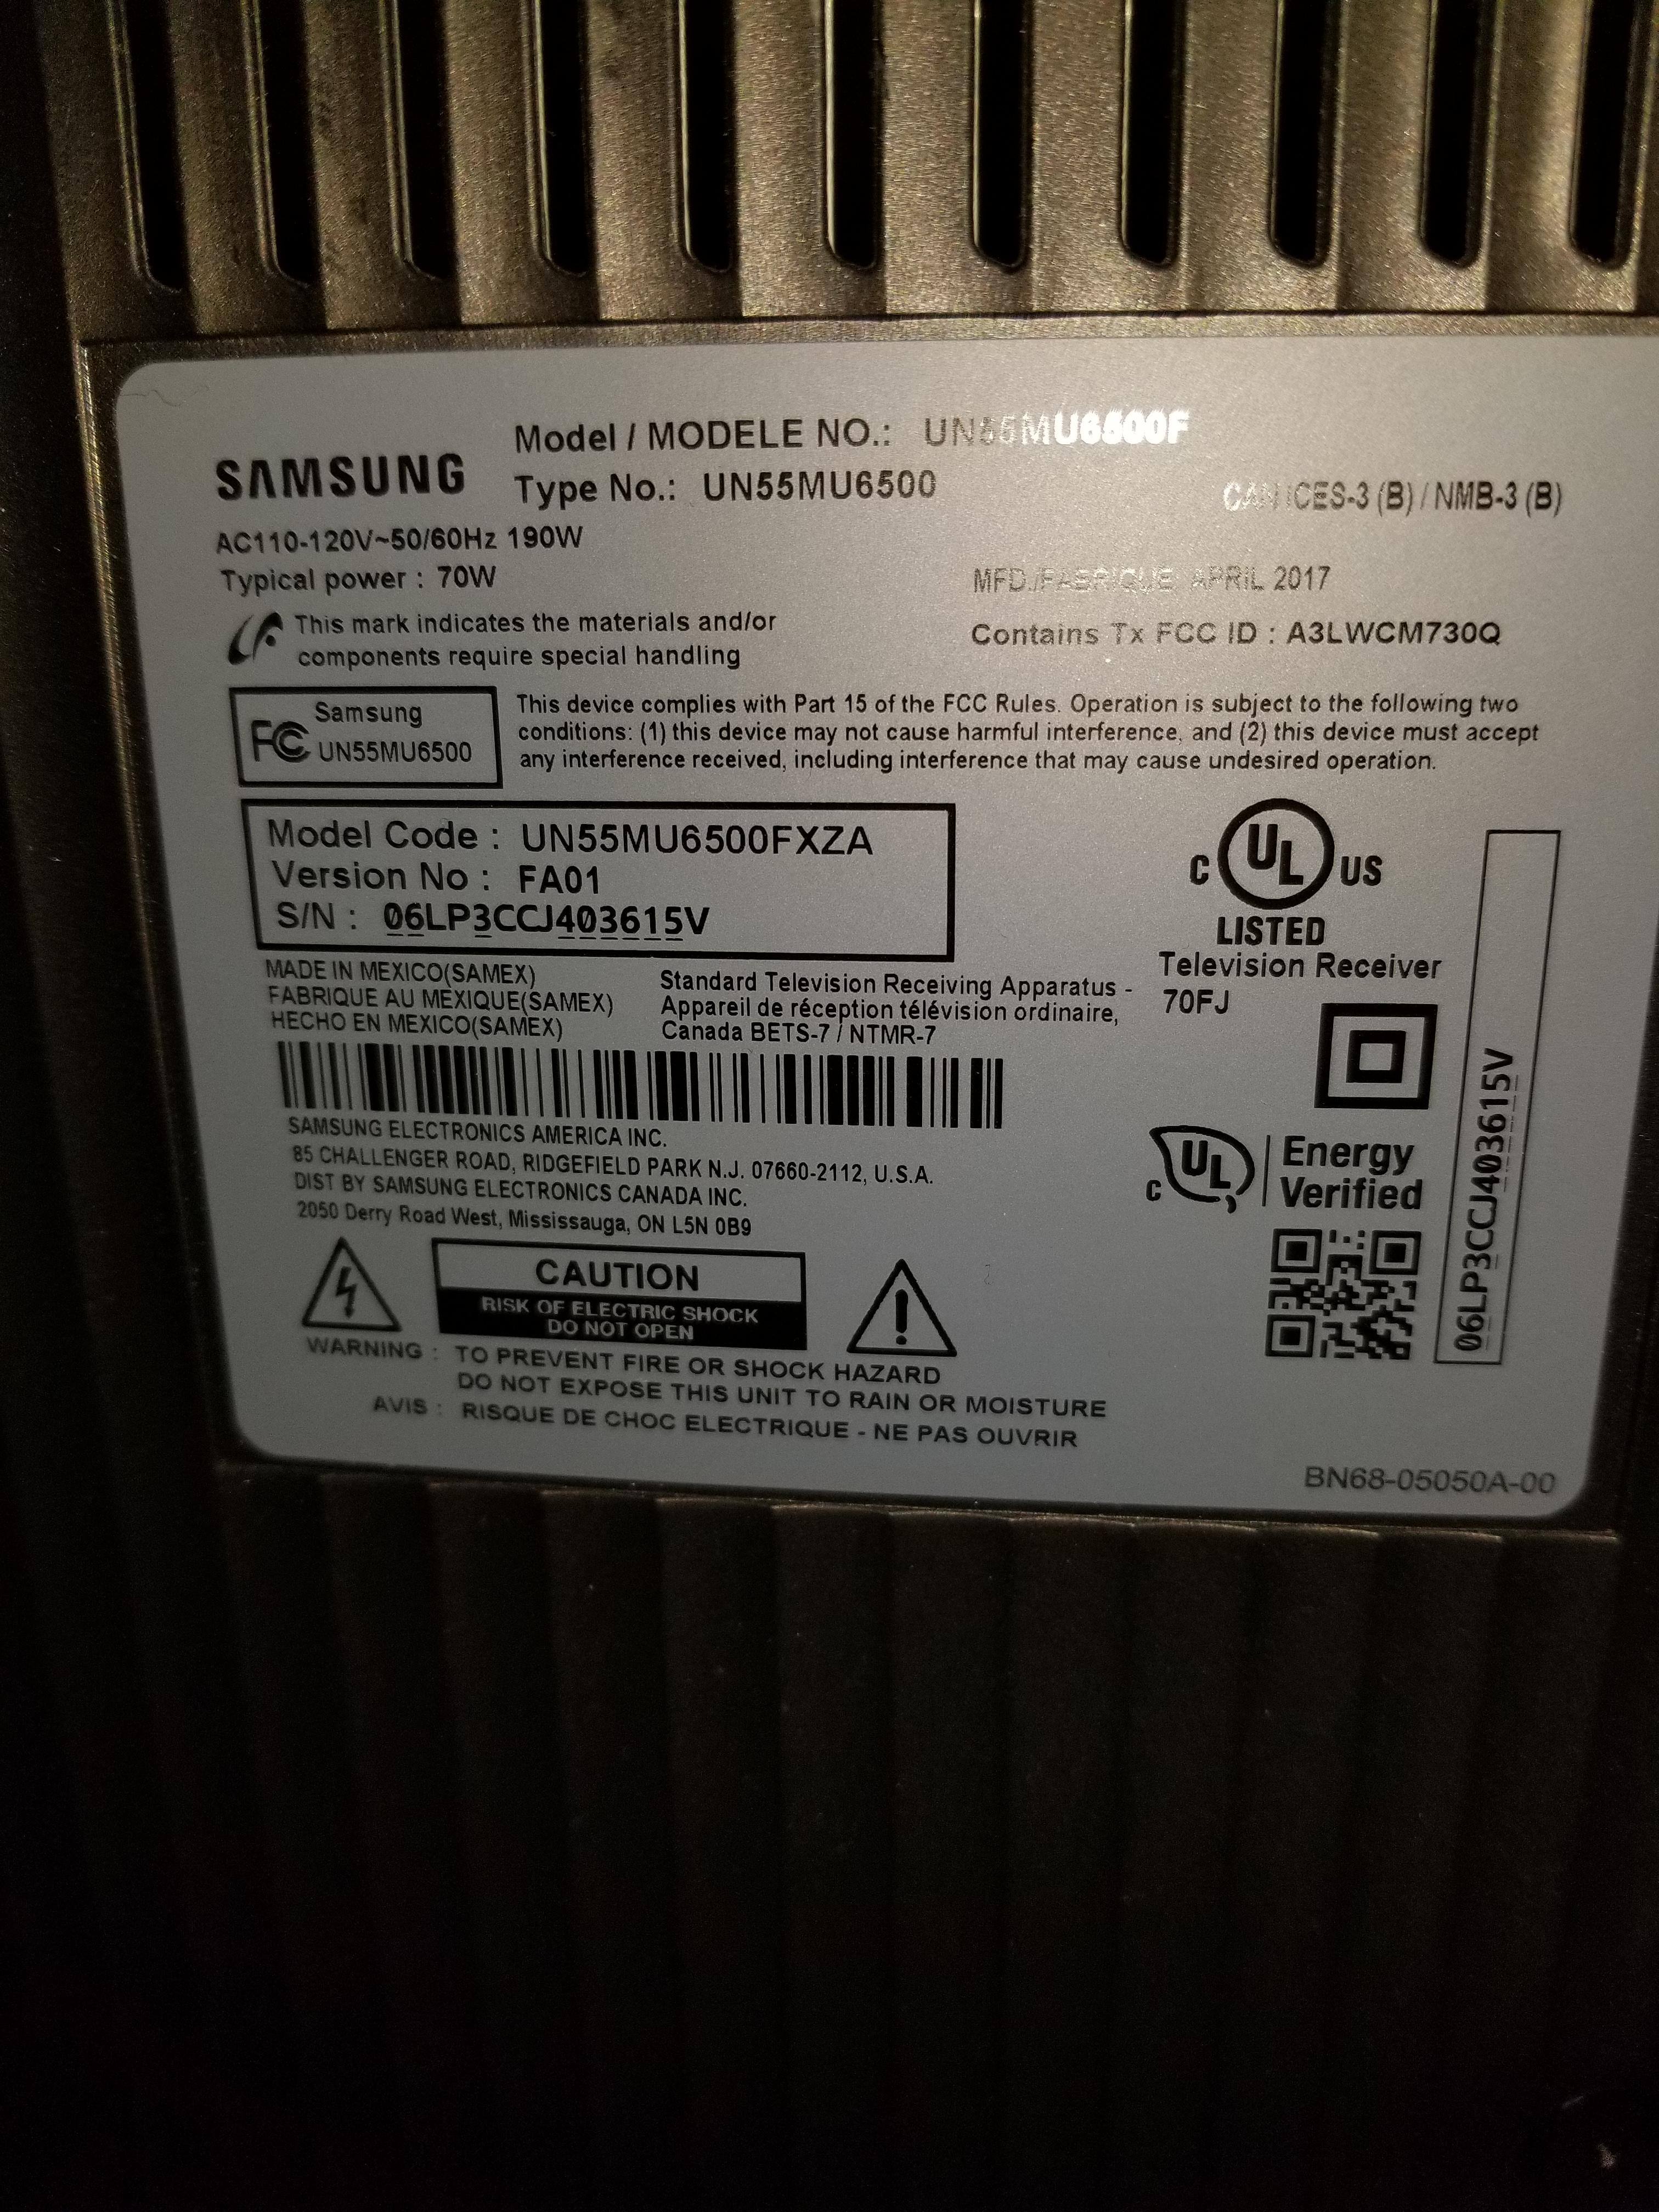 SAMSUNG
Model / MODELE NO.: UN55MU6500F
Type No.: UN55MU6500
CAN ICES-3 (B) / NMB-3 (B)
AC110-120V~50/60Hz 190W
Typical power : 70W
MFD./FABRIQUE APRIL 2017
This mark indicates the materials and/or
components require special handling
Contains Tx FCC ID : A3LWCM730Q
FC Samsung
UN55MU6500
This device complies with Part 15 of the FCC Rules. Operation is subject to the following two
conditions: (1) this device may not cause harmful interference, and (2) this device must accept
any interference received, including interference that may cause undesired operation.
Model Code : UN55MU6500FXZA
Version No : FA01
S/N : 06LP3CCJ403615V
C UL US
LISTED
Television Receiver
70FJ
MADE IN MEXICO(SAMEX)
FABRIQUE AU MEXIQUE(SAMEX)
HECHO EN MEXICO(SAMEX)
Standard Television Receiving Apparatus -
Appareil de réception télévision ordinaire,
Canada BETS-7 / NTMR-7
SAMSUNG ELECTRONICS AMERICA INC.
85 CHALLENGER ROAD, RIDGEFIELD PARK N.J. 07660-2112, U.S.A.
DIST BY SAMSUNG ELECTRONICS CANADA INC.
2050 Derry Road West, Mississauga, ON L5N 0B9
C UL Energy
Verified
06LP3CCJ403615V
CAUTION
RISK OF ELECTRIC SHOCK
DO NOT OPEN
WARNING : TO PREVENT FIRE OR SHOCK HAZARD
DO NOT EXPOSE THIS UNIT TO RAIN OR MOISTURE
AVIS : RISQUE DE CHOC ELECTRIQUE - NE PAS OUVRIR
BN68-05050A-00